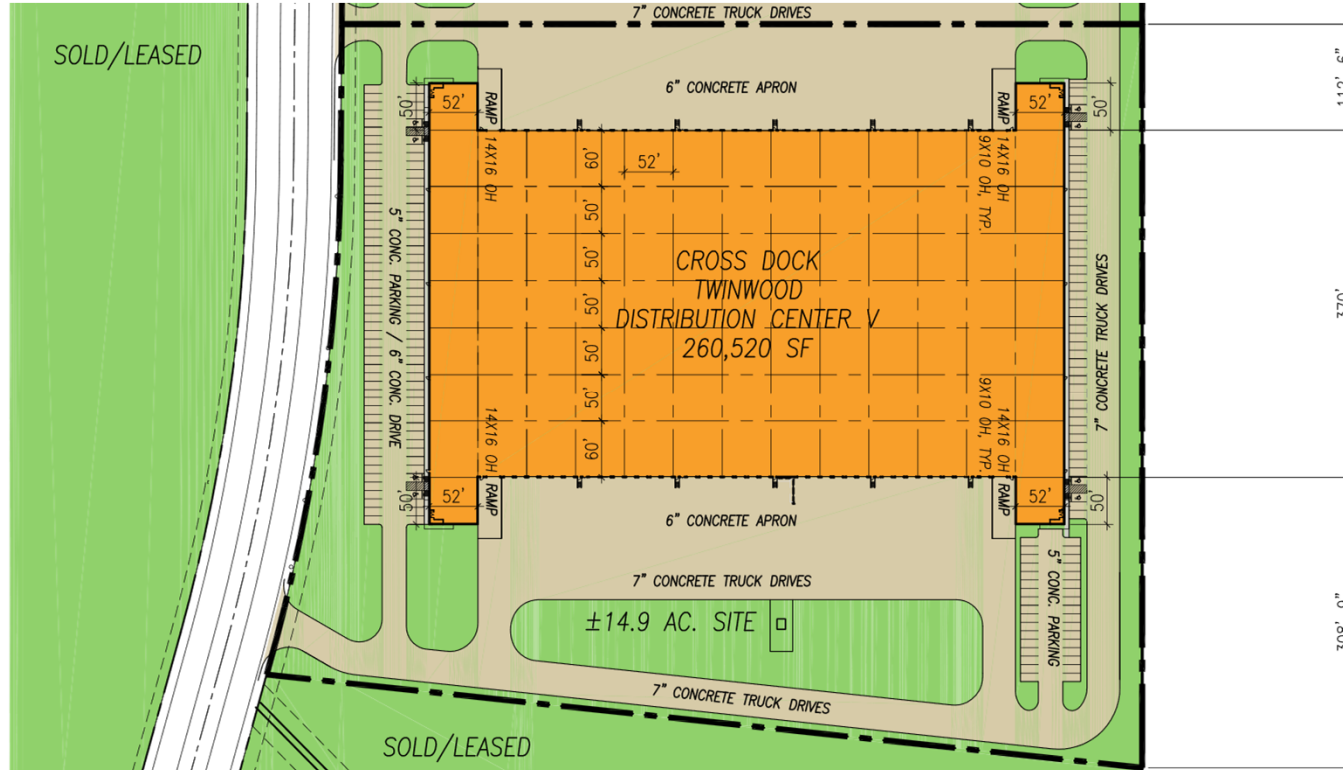 7" CONCRETE TRUCK DRIVES
SOLD/LEASED
6" CONCRETE APRON
50'
52'
RAMP
RAMP
52'
50'
14X16 OH
60'
52'
9X10 OH, TYP.
14X16 OH
50'
5" CONC. PARKING / 6" CONC. DRIVE
50'
CROSS DOCK
TWINWOOD
DISTRIBUTION CENTER V
260,520 SF
7" CONCRETE TRUCK DRIVES
50'
50'
50'
60'
14X16 OH
9X10 OH, TYP.
14X16 OH
50'
52'
RAMP
6" CONCRETE APRON
RAMP
52'
50'
7" CONCRETE TRUCK DRIVES
±14.9 AC. SITE
5" CONC. PARKING
7" CONCRETE TRUCK DRIVES
SOLD/LEASED